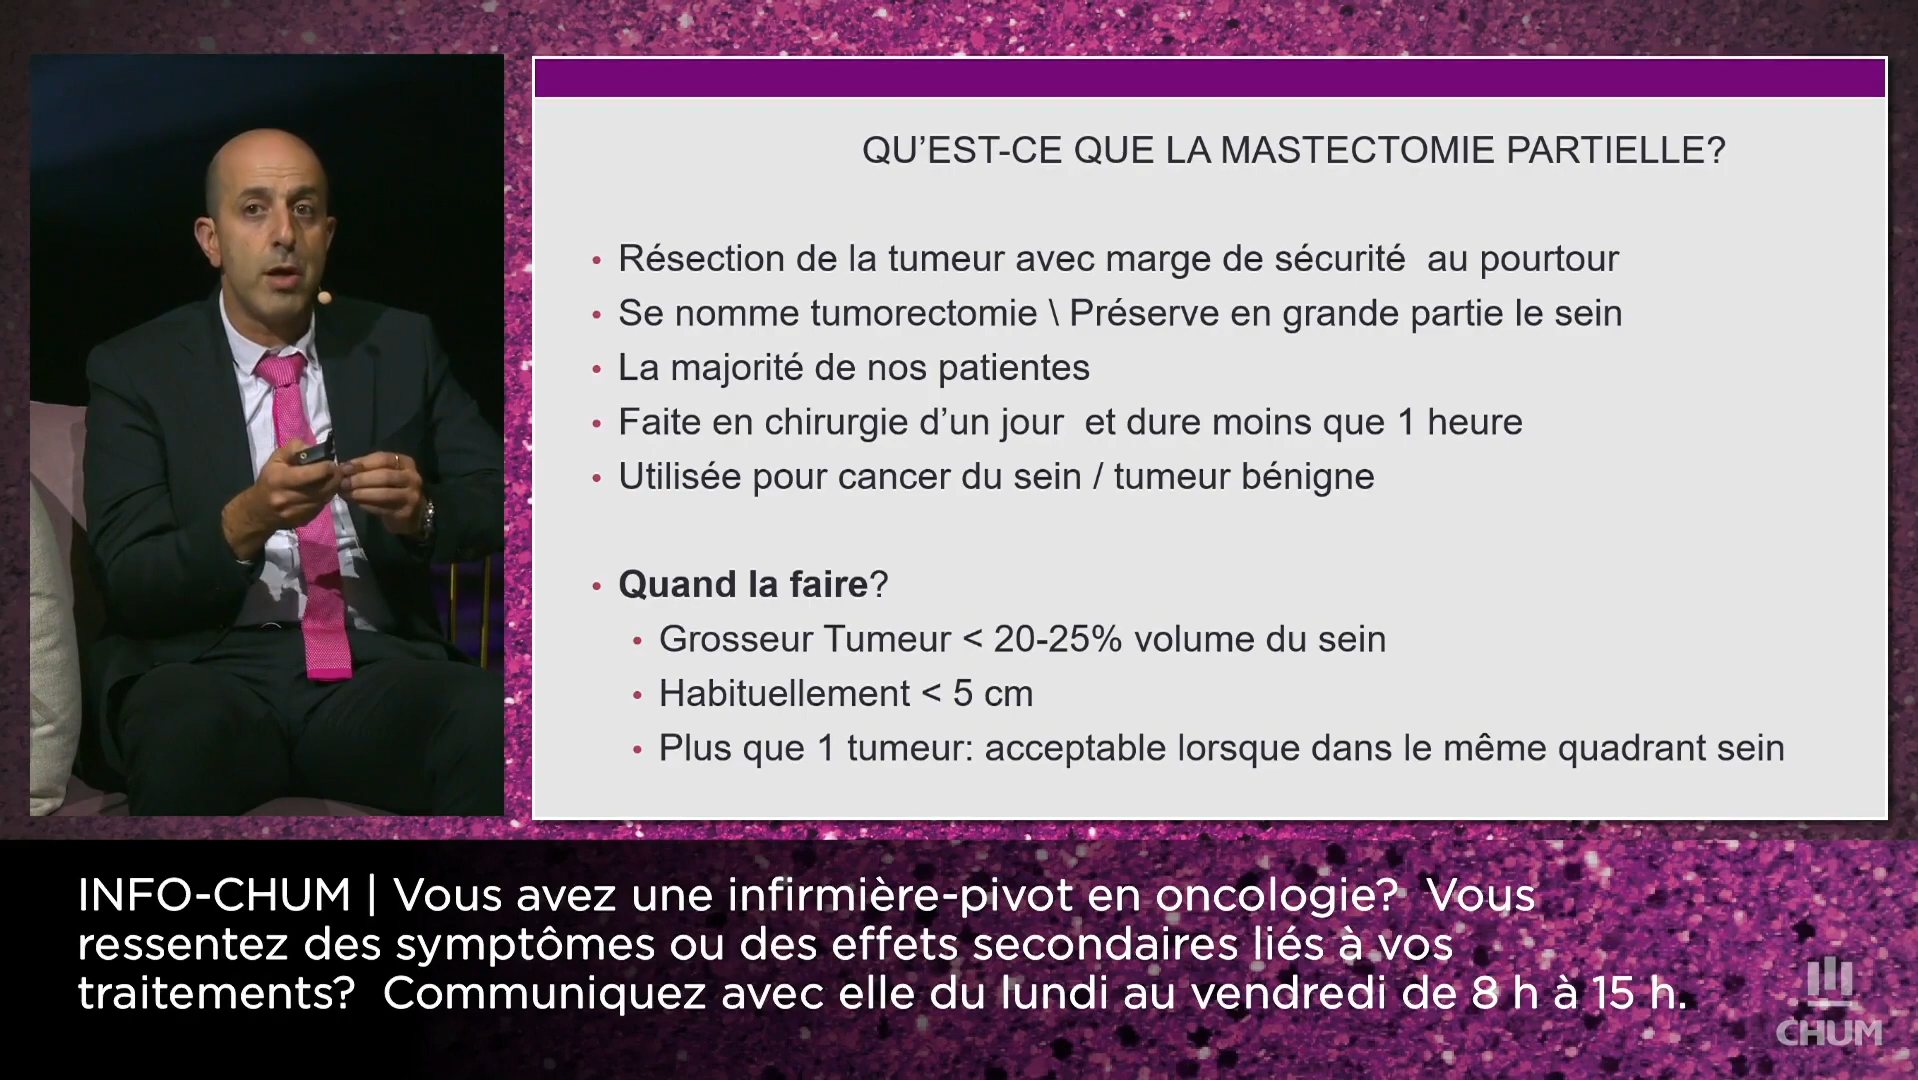 QU’EST-CE QUE LA MASTECTOMIE PARTIELLE?
• Résection de la tumeur avec marge de sécurité au pourtour
• Se nomme tumorectomie \ Préserve en grande partie le sein
• La majorité de nos patientes
• Faite en chirurgie d’un jour et dure moins que 1 heure
• Utilisée pour cancer du sein / tumeur bénigne
• Quand la faire?
• Grosseur Tumeur < 20-25% volume du sein
• Habituellement < 5 cm
• Plus que 1 tumeur: acceptable lorsque dans le même quadrant sein
INFO-CHUM | Vous avez une infirmière-pivot en oncologie? Vous
ressentez des symptômes ou des effets secondaires liés à vos
traitements? Communiquez avec elle du lundi au vendredi de 8 h à 15 h.
CHUM